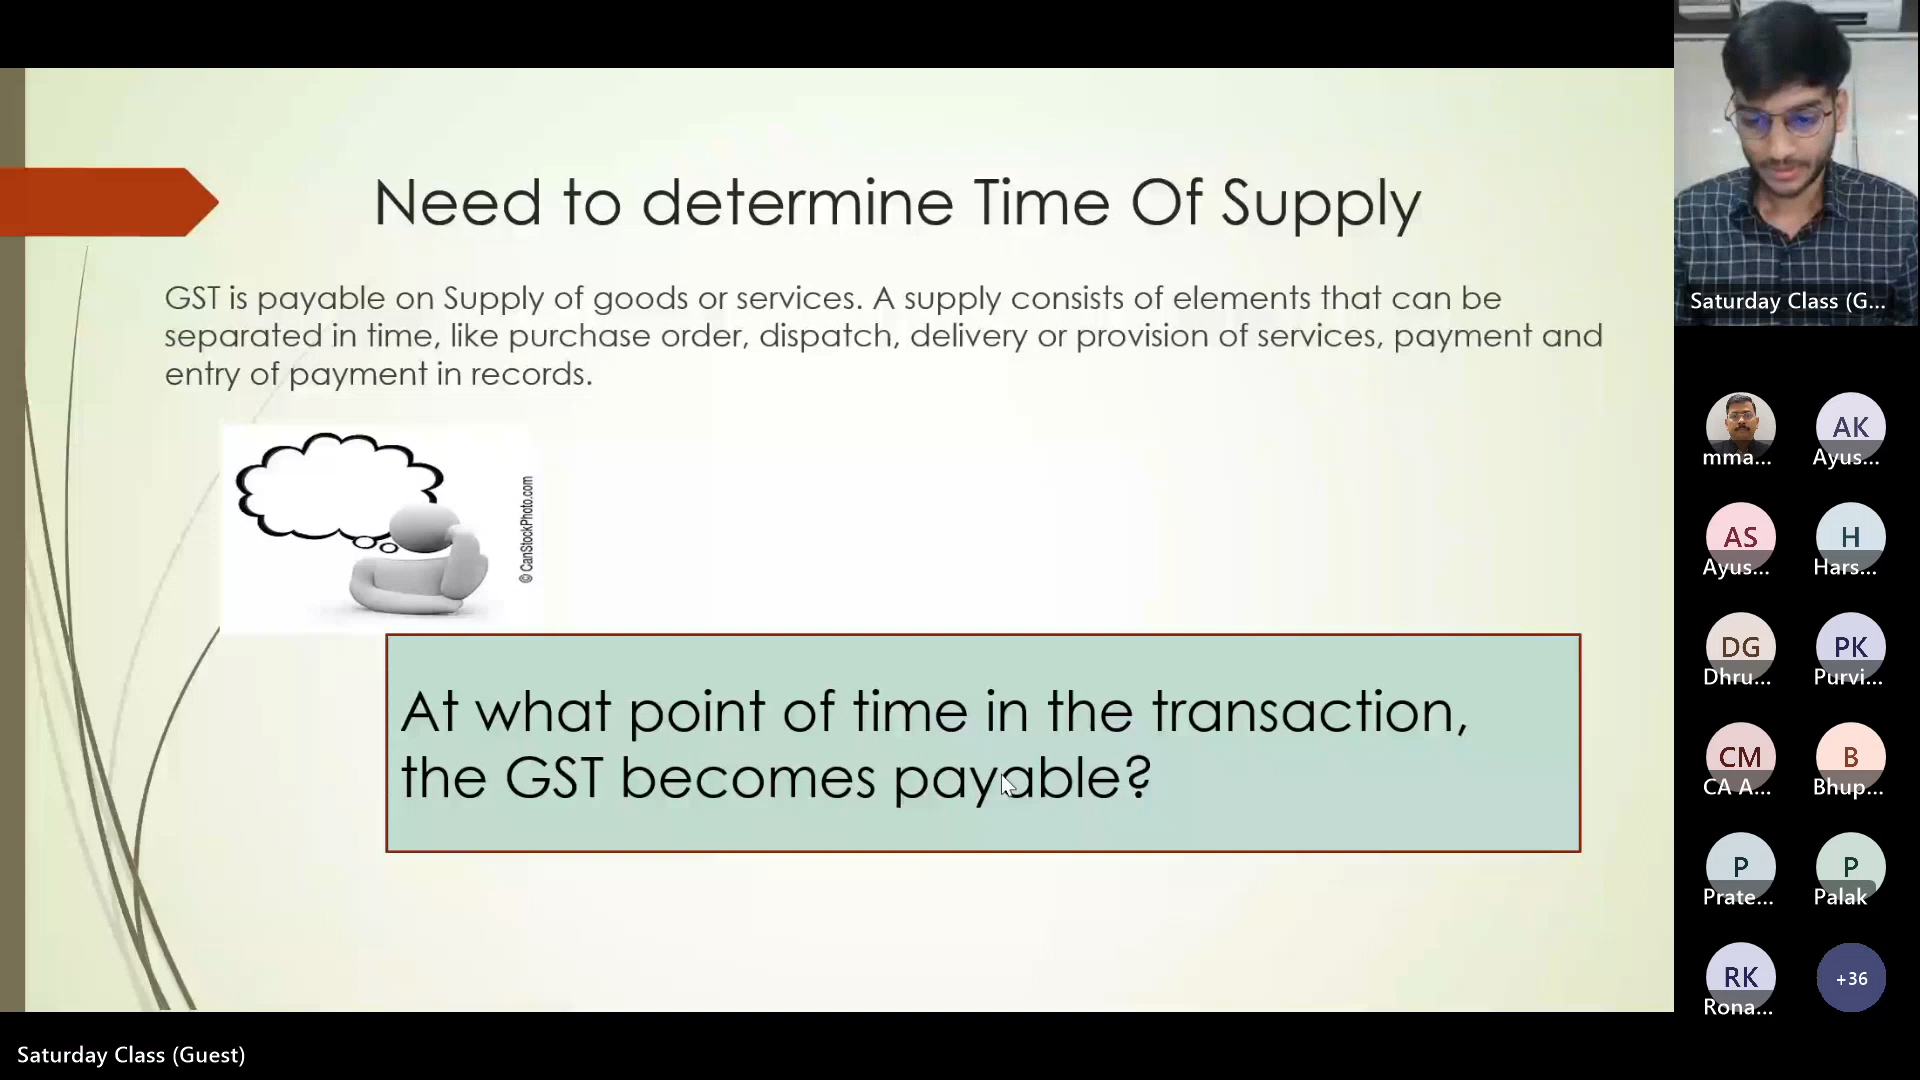 Need to determine Time Of Supply
GST is payable on Supply of goods or services. A supply consists of elements that can be
separated in time, like purchase order, dispatch, delivery or provision of services, payment and
entry of payment in records.
© CanStockPhoto.com
At what point of time in the transaction,
the GST becomes payable?
Saturday Class (G...
mma...
AK
Ayus...
AS
Ayus...
H
Hars...
DG
Dhru...
PK
Purvi...
CM
CA A...
B
Bhup...
P
Prate...
P
Palak
RK
Rona...
+36
Saturday Class (Guest)